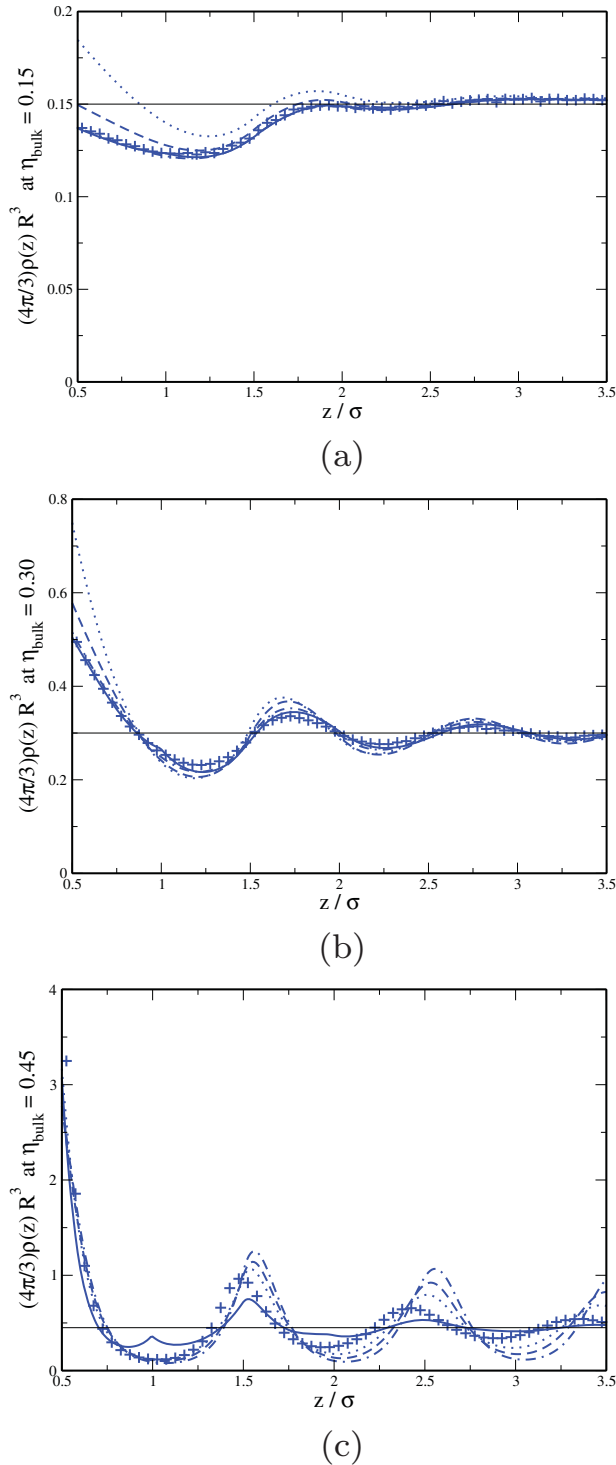 0.2
0.15
0.1
0.05
0
(4π/3)ρ(z) R³ at η_bulk = 0.15
0.5 1 1.5 2 2.5 3 3.5
z / σ
(a)
0.8
0.6
0.4
0.2
0
(4π/3)ρ(z) R³ at η_bulk = 0.30
0.5 1 1.5 2 2.5 3 3.5
z / σ
(b)
4
3
2
1
0
(4π/3)ρ(z) R³ at η_bulk = 0.45
0.5 1 1.5 2 2.5 3 3.5
z / σ
(c)